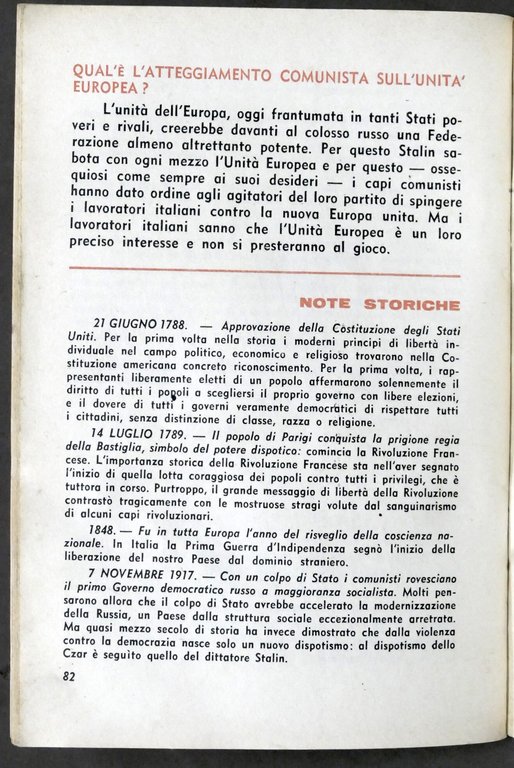 QUAL'È L'ATTEGGIAMENTO COMUNISTA SULL'UNITA'
EUROPEA?
L'unità dell'Europa, oggi frantumata in tanti Stati po-
veri e rivali, creerebbe davanti al colosso russo una Fede-
razione almeno altrettanto potente. Per questo Stalin sa-
bota con ogni mezzo l'Unità Europea e per questo — osse-
quiosi come sempre ai suoi desideri — i capi comunisti
hanno dato ordine agli agitatori del loro partito di spingere
i lavoratori italiani contro la nuova Europa unita. Ma i
lavoratori italiani sanno che l'Unità Europea è un loro
preciso interesse e non si presteranno al gioco.
NOTE STORICHE
21 GIUGNO 1788. — Approvazione della Costituzione degli Stati
Uniti. Per la prima volta nella storia i moderni principi di libertà in-
dividuale nel campo politico, economico e religioso trovarono nella Co-
stituzione americana concreto riconoscimento. Per la prima volta, i rap-
presentanti liberamente eletti di un popolo affermarono solennemente il
diritto di tutti i popoli a scegliersi il proprio governo con libere elezioni,
e il dovere di tutti i governi veramente democratici di rispettare tutti
i cittadini, senza distinzione di classe, razza o religione.
14 LUGLIO 1789. — Il popolo di Parigi conquista la prigione regia
della Bastiglia, simbolo del potere dispotico: comincia la Rivoluzione Fran-
cese. L'importanza storica della Rivoluzione Francese sta nell'aver segnato
l'inizio di quella lotta coraggiosa dei popoli contro tutti i privilegi, che è
tuttora in corso. Purtroppo, il grande messaggio di libertà della Rivoluzione
contrastò tragicamente con le mostruose stragi volute dal sanguinarismo
di alcuni capi rivoluzionari.
1848. — Fu in tutta Europa l'anno del risveglio della coscienza na-
zionale. In Italia la Prima Guerra d'Indipendenza segnò l'inizio della
liberazione del nostro Paese dal dominio straniero.
7 NOVEMBRE 1917. — Con un colpo di Stato i comunisti rovesciano
il primo Governo democratico russo a maggioranza socialista. Molti pen-
sarono allora che il colpo di Stato avrebbe accelerato la modernizzazione
della Russia, un Paese dalla struttura sociale eccezionalmente arretrata.
Ma quasi mezzo secolo di storia ha invece dimostrato che dalla violenza
contro la democrazia nasce solo un nuovo dispotismo: al dispotismo dello
Czar è seguìto quello del dittatore Stalin.
82